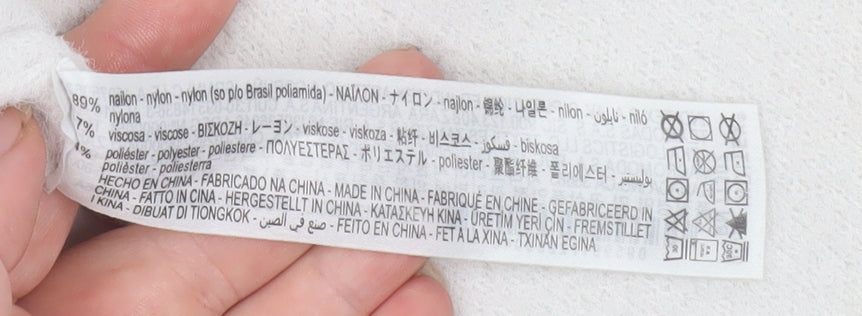 89% nailon - nylon - nylon (so p/o Brasil poliamida) - ΝΑΪΛΟΝ - ナイロン - najlon - 锦纶 - 나일론 - nilon - نايلون - niló
nylona
7% viscosa - viscose - ΒΙΣΚΟΖΗ - レーヨン - viskose - viskoza - 粘纤 - 비스코스 - فسكوز - biskosa
4% poliéster - polyester - poliestere - ΠΟΛΥΕΣΤΕΡΑΣ - ポリエステル - poliester - 聚酯纤维 - 폴리에스터 - بوليستير
polièster - poliesterra
HECHO EN CHINA - FABRICADO NA CHINA - MADE IN CHINA - FABRIQUÉ EN CHINE - GEFABRICEERD IN
CHINA - FATTO IN CINA - HERGESTELLT IN CHINA - ΚΑΤΑΣΚΕΥΗ ΚΙΝΑ - ÜRETİM YERİ ÇİN - FREMSTILLET
I KINA - DIBUAT DI TIONGKOK - صنع في الصين - FEITO EN CHINA - FET A LA XINA - TXINAN EGINA